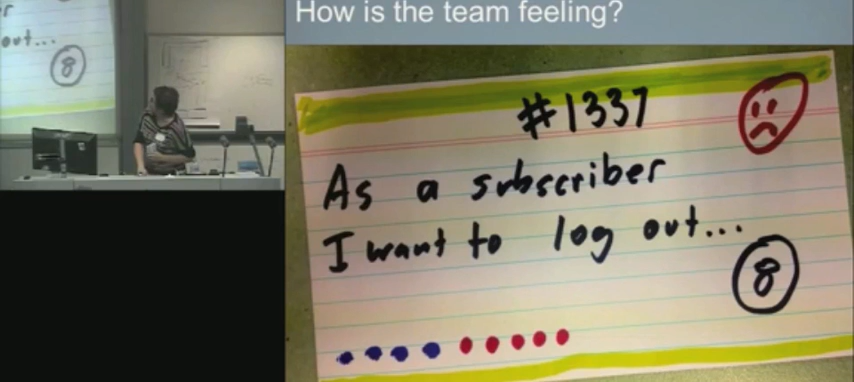 How is the team feeling?
#1337
As a subscriber
I want to log out...
8
r
out...
8